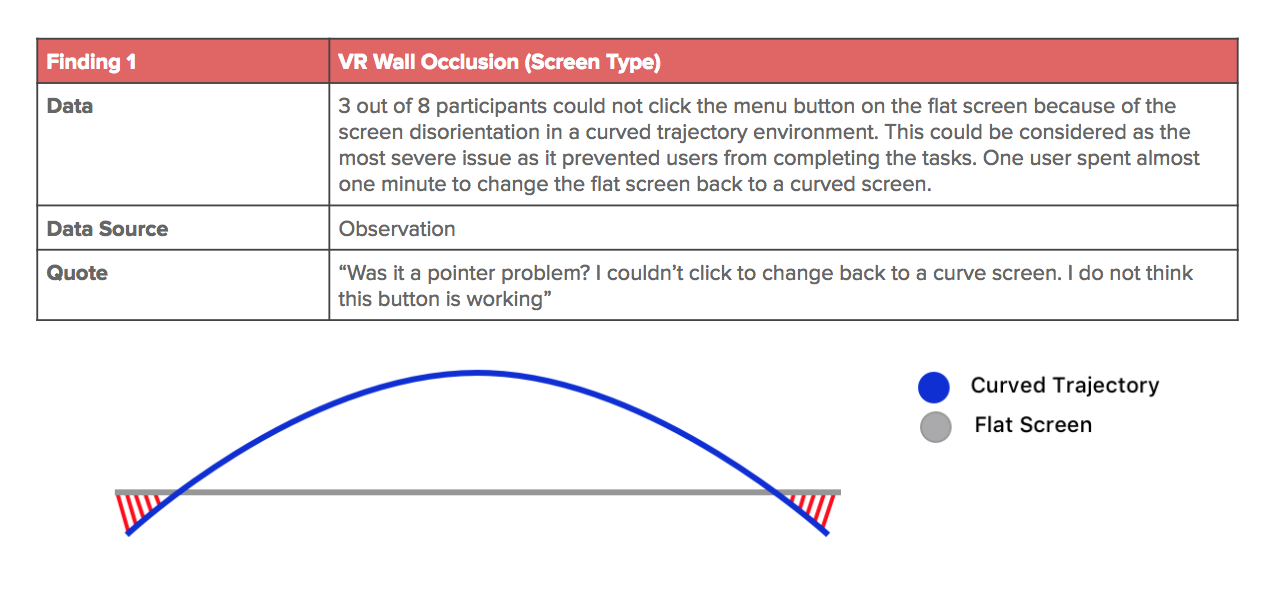 Finding 1
VR Wall Occlusion (Screen Type)
Data
3 out of 8 participants could not click the menu button on the flat screen because of the
screen disorientation in a curved trajectory environment. This could be considered as the
most severe issue as it prevented users from completing the tasks. One user spent almost
one minute to change the flat screen back to a curved screen.
Data Source
Observation
Quote
“Was it a pointer problem? I couldn’t click to change back to a curve screen. I do not think
this button is working”
Curved Trajectory
Flat Screen